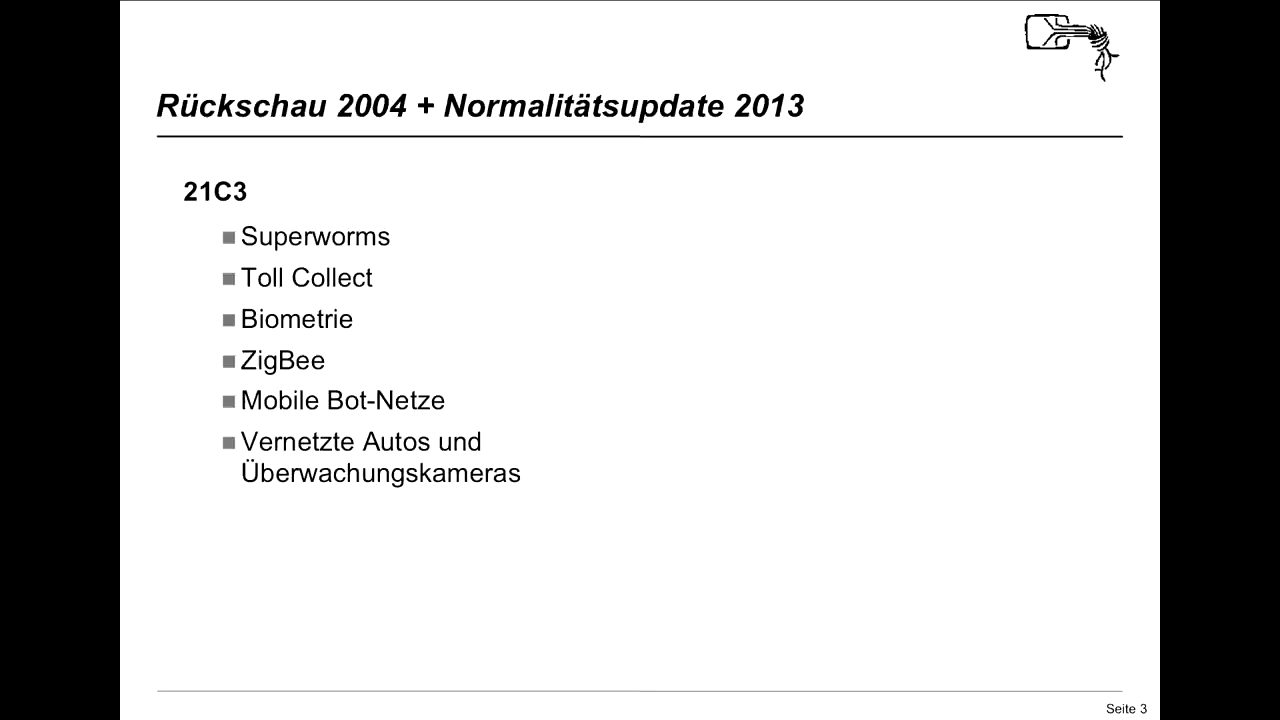 Rückschau 2004 + Normalitätsupdate 2013
21C3
Superworms
Toll Collect
Biometrie
ZigBee
Mobile Bot-Netze
Vernetzte Autos und
Überwachungskameras
Seite 3